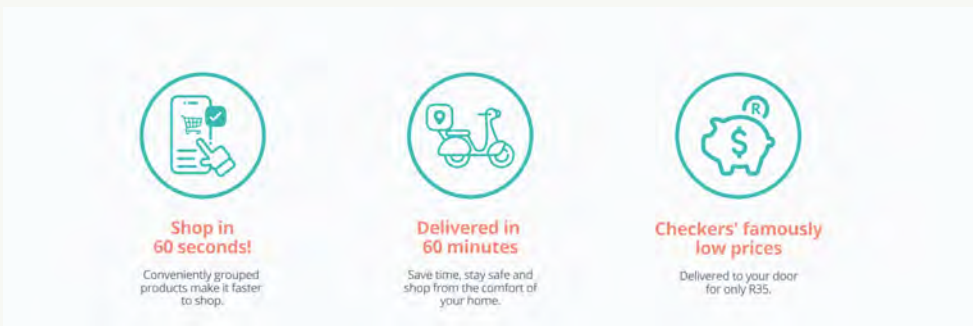 R
$
Shop in
60 seconds!
Conveniently grouped
products make it faster
to shop.
Delivered in
60 minutes
Save time, stay safe and
shop from the comfort of
your home.
Checkers' famously
low prices
Delivered to your door
for only R35.